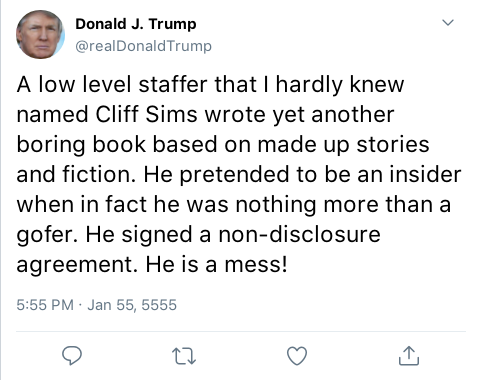 Donald J. Trump
@realDonaldTrump
A low level staffer that I hardly knew
named Cliff Sims wrote yet another
boring book based on made up stories
and fiction. He pretended to be an insider
when in fact he was nothing more than a
gofer. He signed a non-disclosure
agreement. He is a mess!
5:55 PM · Jan 55, 5555